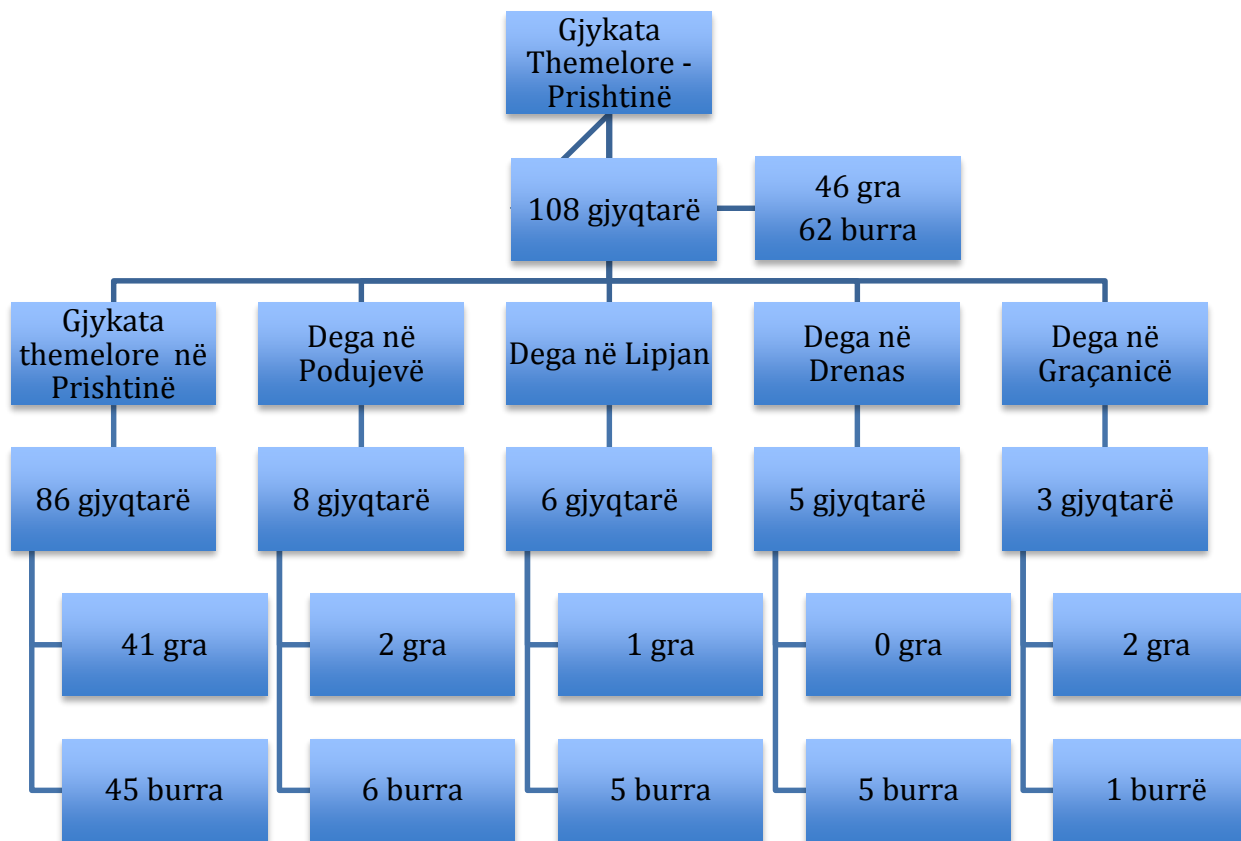 Gjykata
Themelore -
Prishtinë
108 gjyqtarë
46 gra
62 burra
Gjykata
themelore në
Prishtinë
Dega në
Podujevë
Dega në Lipjan
Dega në
Drenas
Dega në
Graçanicë
86 gjyqtarë
8 gjyqtarë
6 gjyqtarë
5 gjyqtarë
3 gjyqtarë
41 gra
2 gra
1 gra
0 gra
2 gra
45 burra
6 burra
5 burra
5 burra
1 burrë